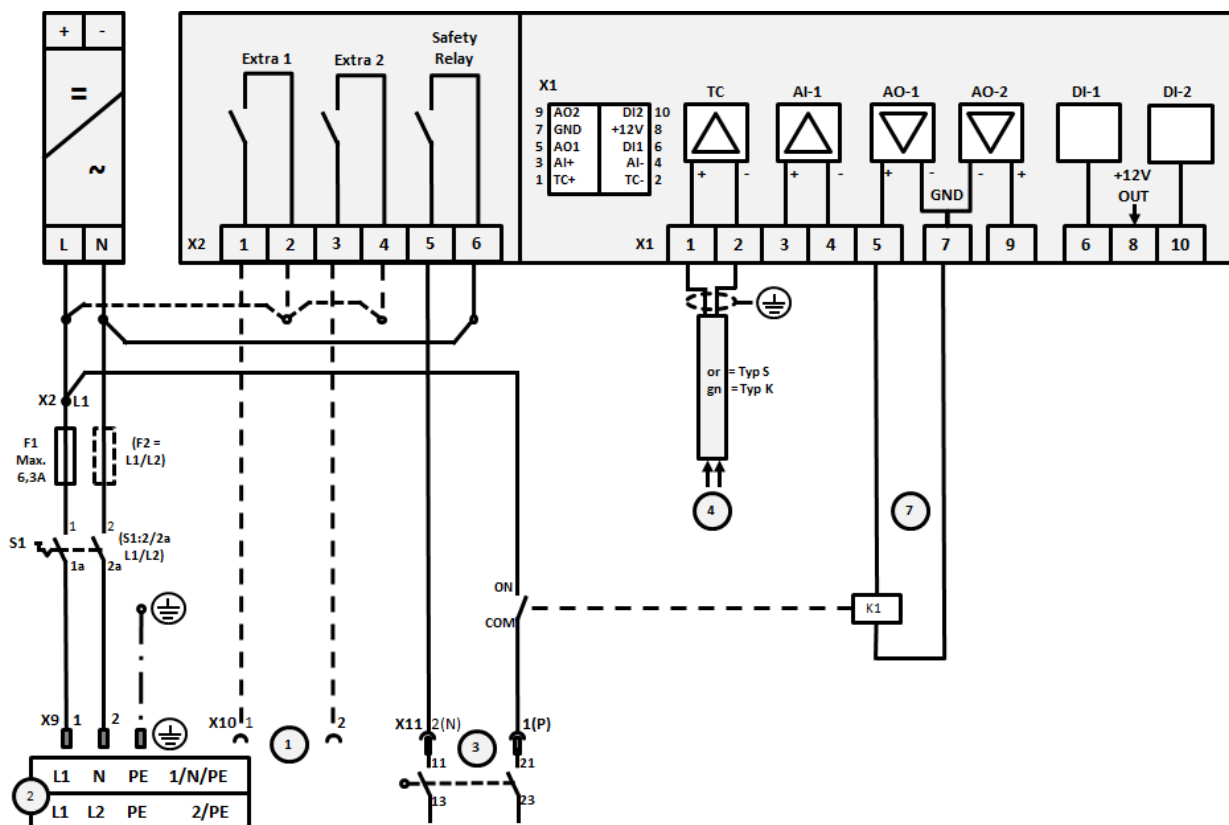 + -
=
~
L N
Extra 1
Extra 2
Safety
Relay
X2 1 2 3 4 5 6
X1
9 AO2 DI2 10
7 GND +12V 8
5 AO1 DI1 6
3 AI+ AI- 4
1 TC+ TC- 2
TC
AI-1
AO-1
AO-2
DI-1
DI-2
+ - + - + - - +
GND
+12V
OUT
X1 1 2 3 4 5 7 9 6 8 10
or = Typ S
gn = Typ K
X2 L1
F1
Max.
6,3A
(F2 =
L1/L2)
4
7
S1
1 2
1a 2a
(S1:2/2a
L1/L2)
ON
COM
K1
X9 1 2
X10 1 2
1
X11 2(N) 1(P)
3
11 21
13 23
2
L1 N PE 1/N/PE
L1 L2 PE 2/PE